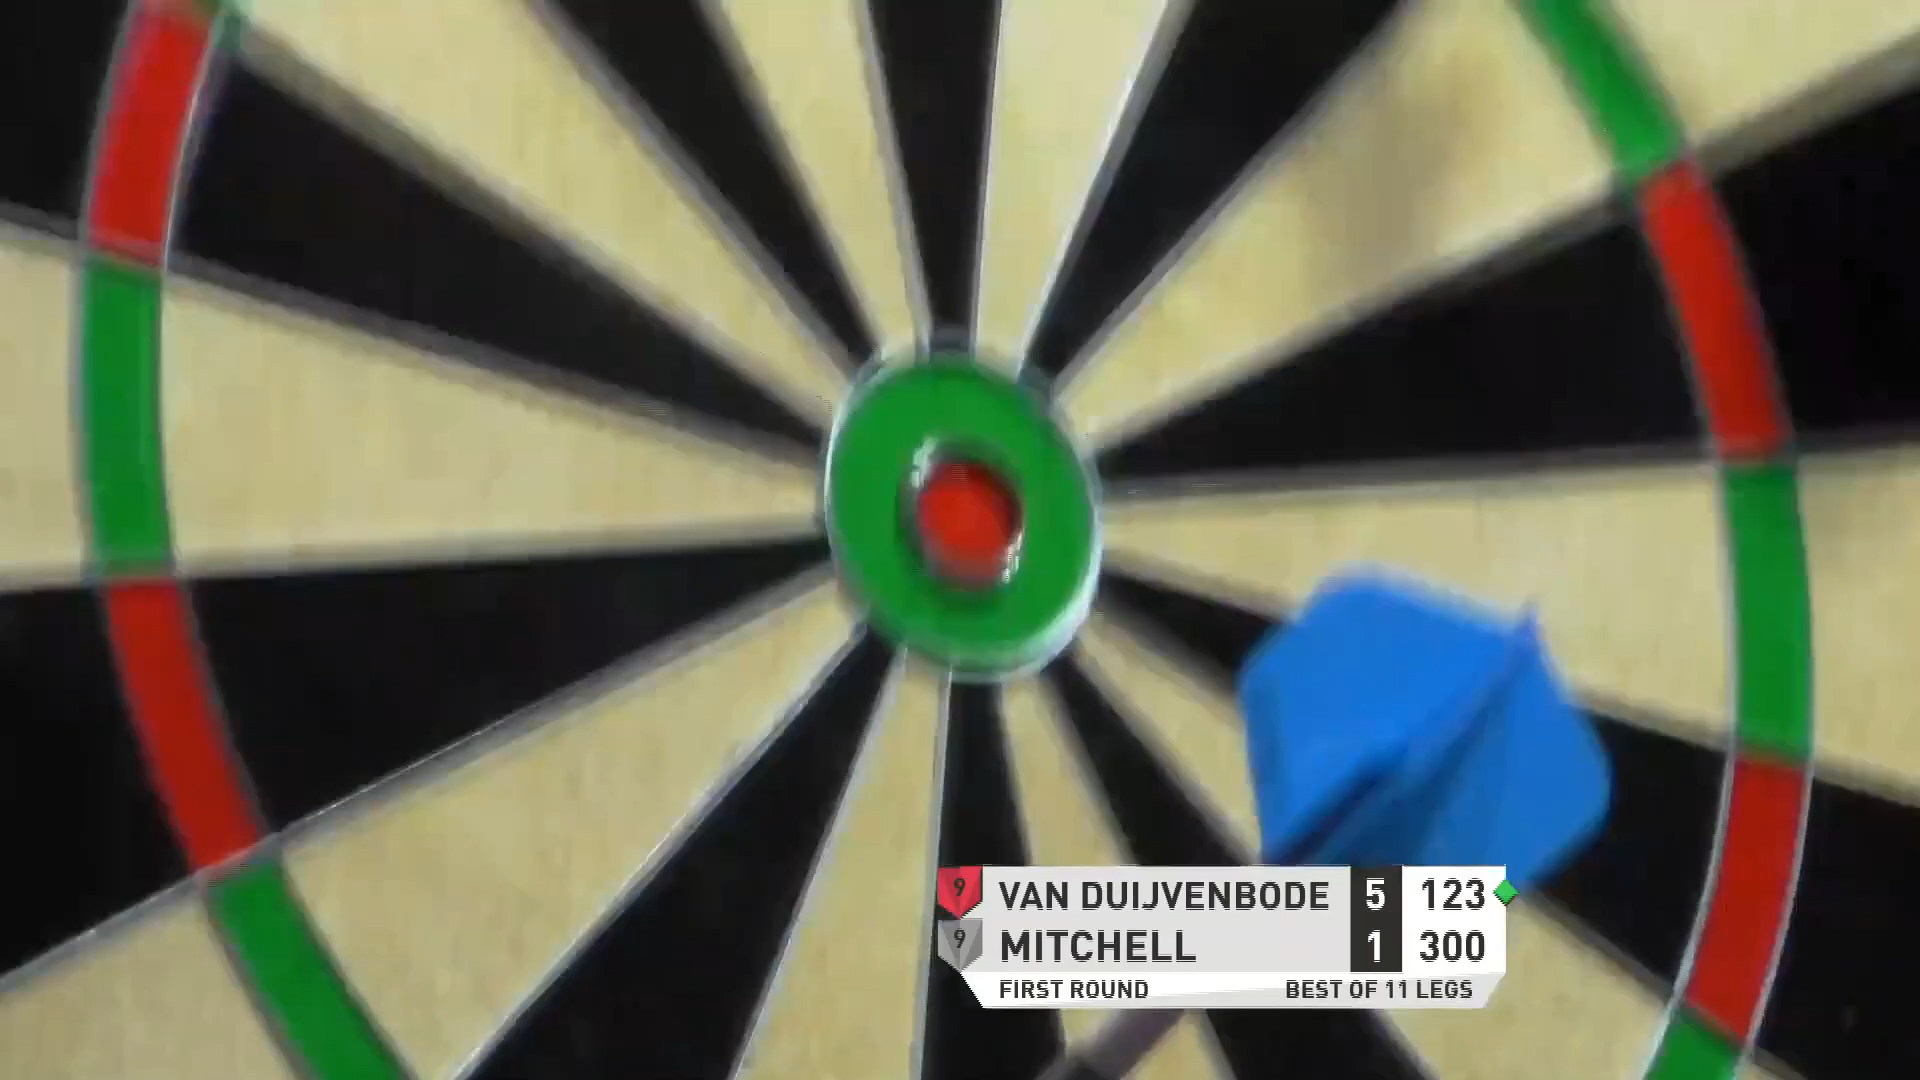 9 VAN DUIJVENBODE 5 123
9 MITCHELL 1 300
FIRST ROUND BEST OF 11 LEGS